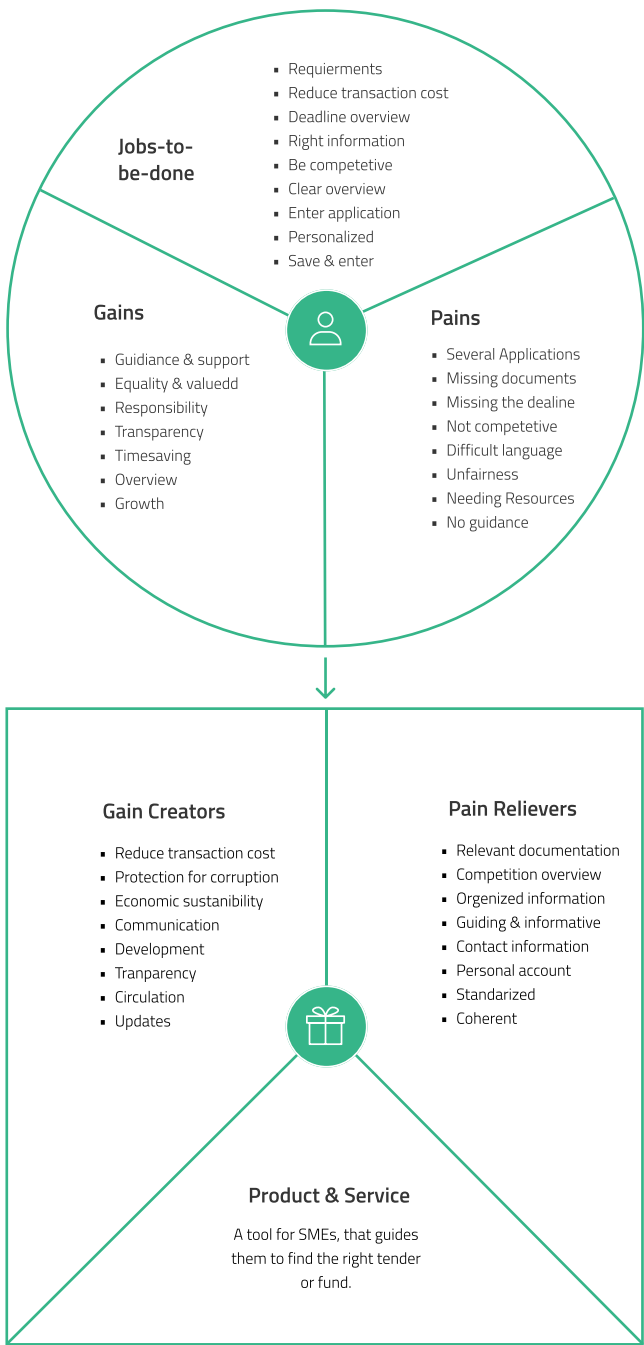 Jobs-to-
be-done
Requierments
Reduce transaction cost
Deadline overview
Right information
Be competetive
Clear overview
Enter application
Personalized
Save & enter
Gains
Guidiance & support
Equality & valuedd
Responsibility
Transparency
Timesaving
Overview
Growth
Pains
Several Applications
Missing documents
Missing the dealine
Not competetive
Difficult language
Unfairness
Needing Resources
No guidance
Gain Creators
Reduce transaction cost
Protection for corruption
Economic sustanibility
Communication
Development
Tranparency
Circulation
Updates
Pain Relievers
Relevant documentation
Competition overview
Organized information
Guiding & informative
Contact information
Personal account
Standarized
Coherent
Product & Service
A tool for SMEs, that guides
them to find the right tender
or fund.